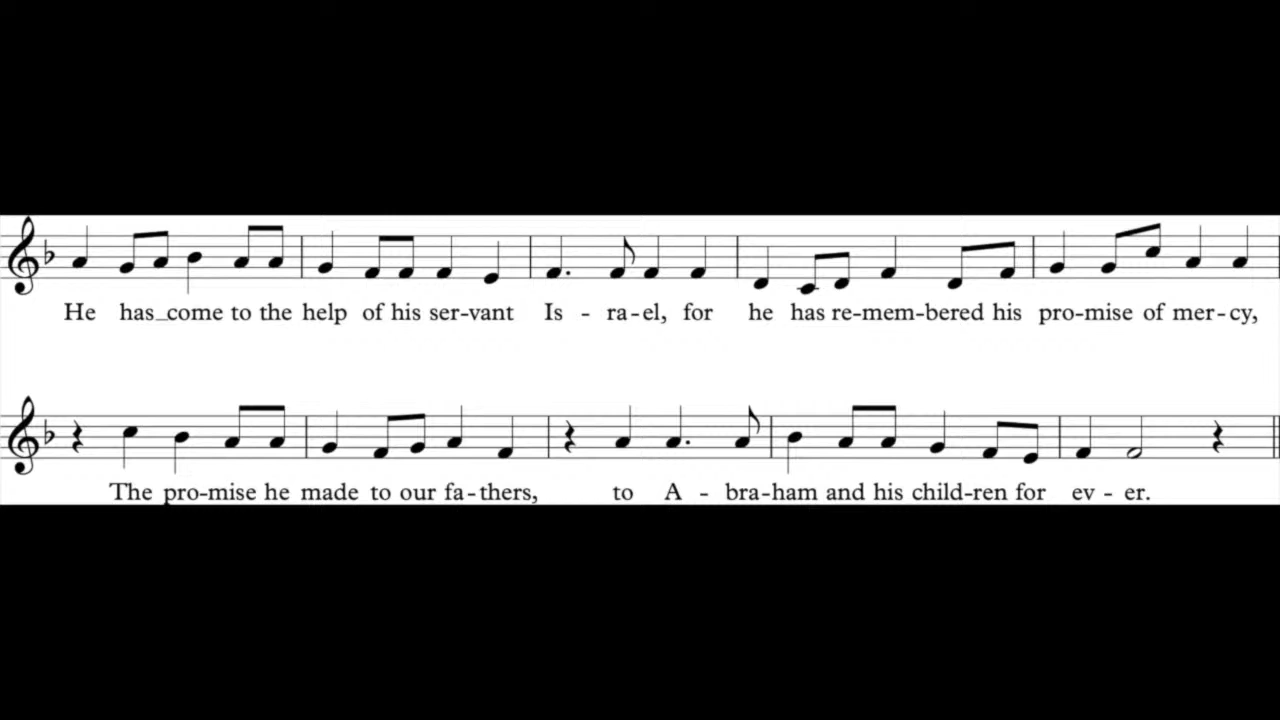 He has_come to the help of his ser-vant Is - ra-el, for he has re-mem-bered his pro-mise of mer-cy,
The pro-mise he made to our fa-thers, to A - bra-ham and his child-ren for ev - er.